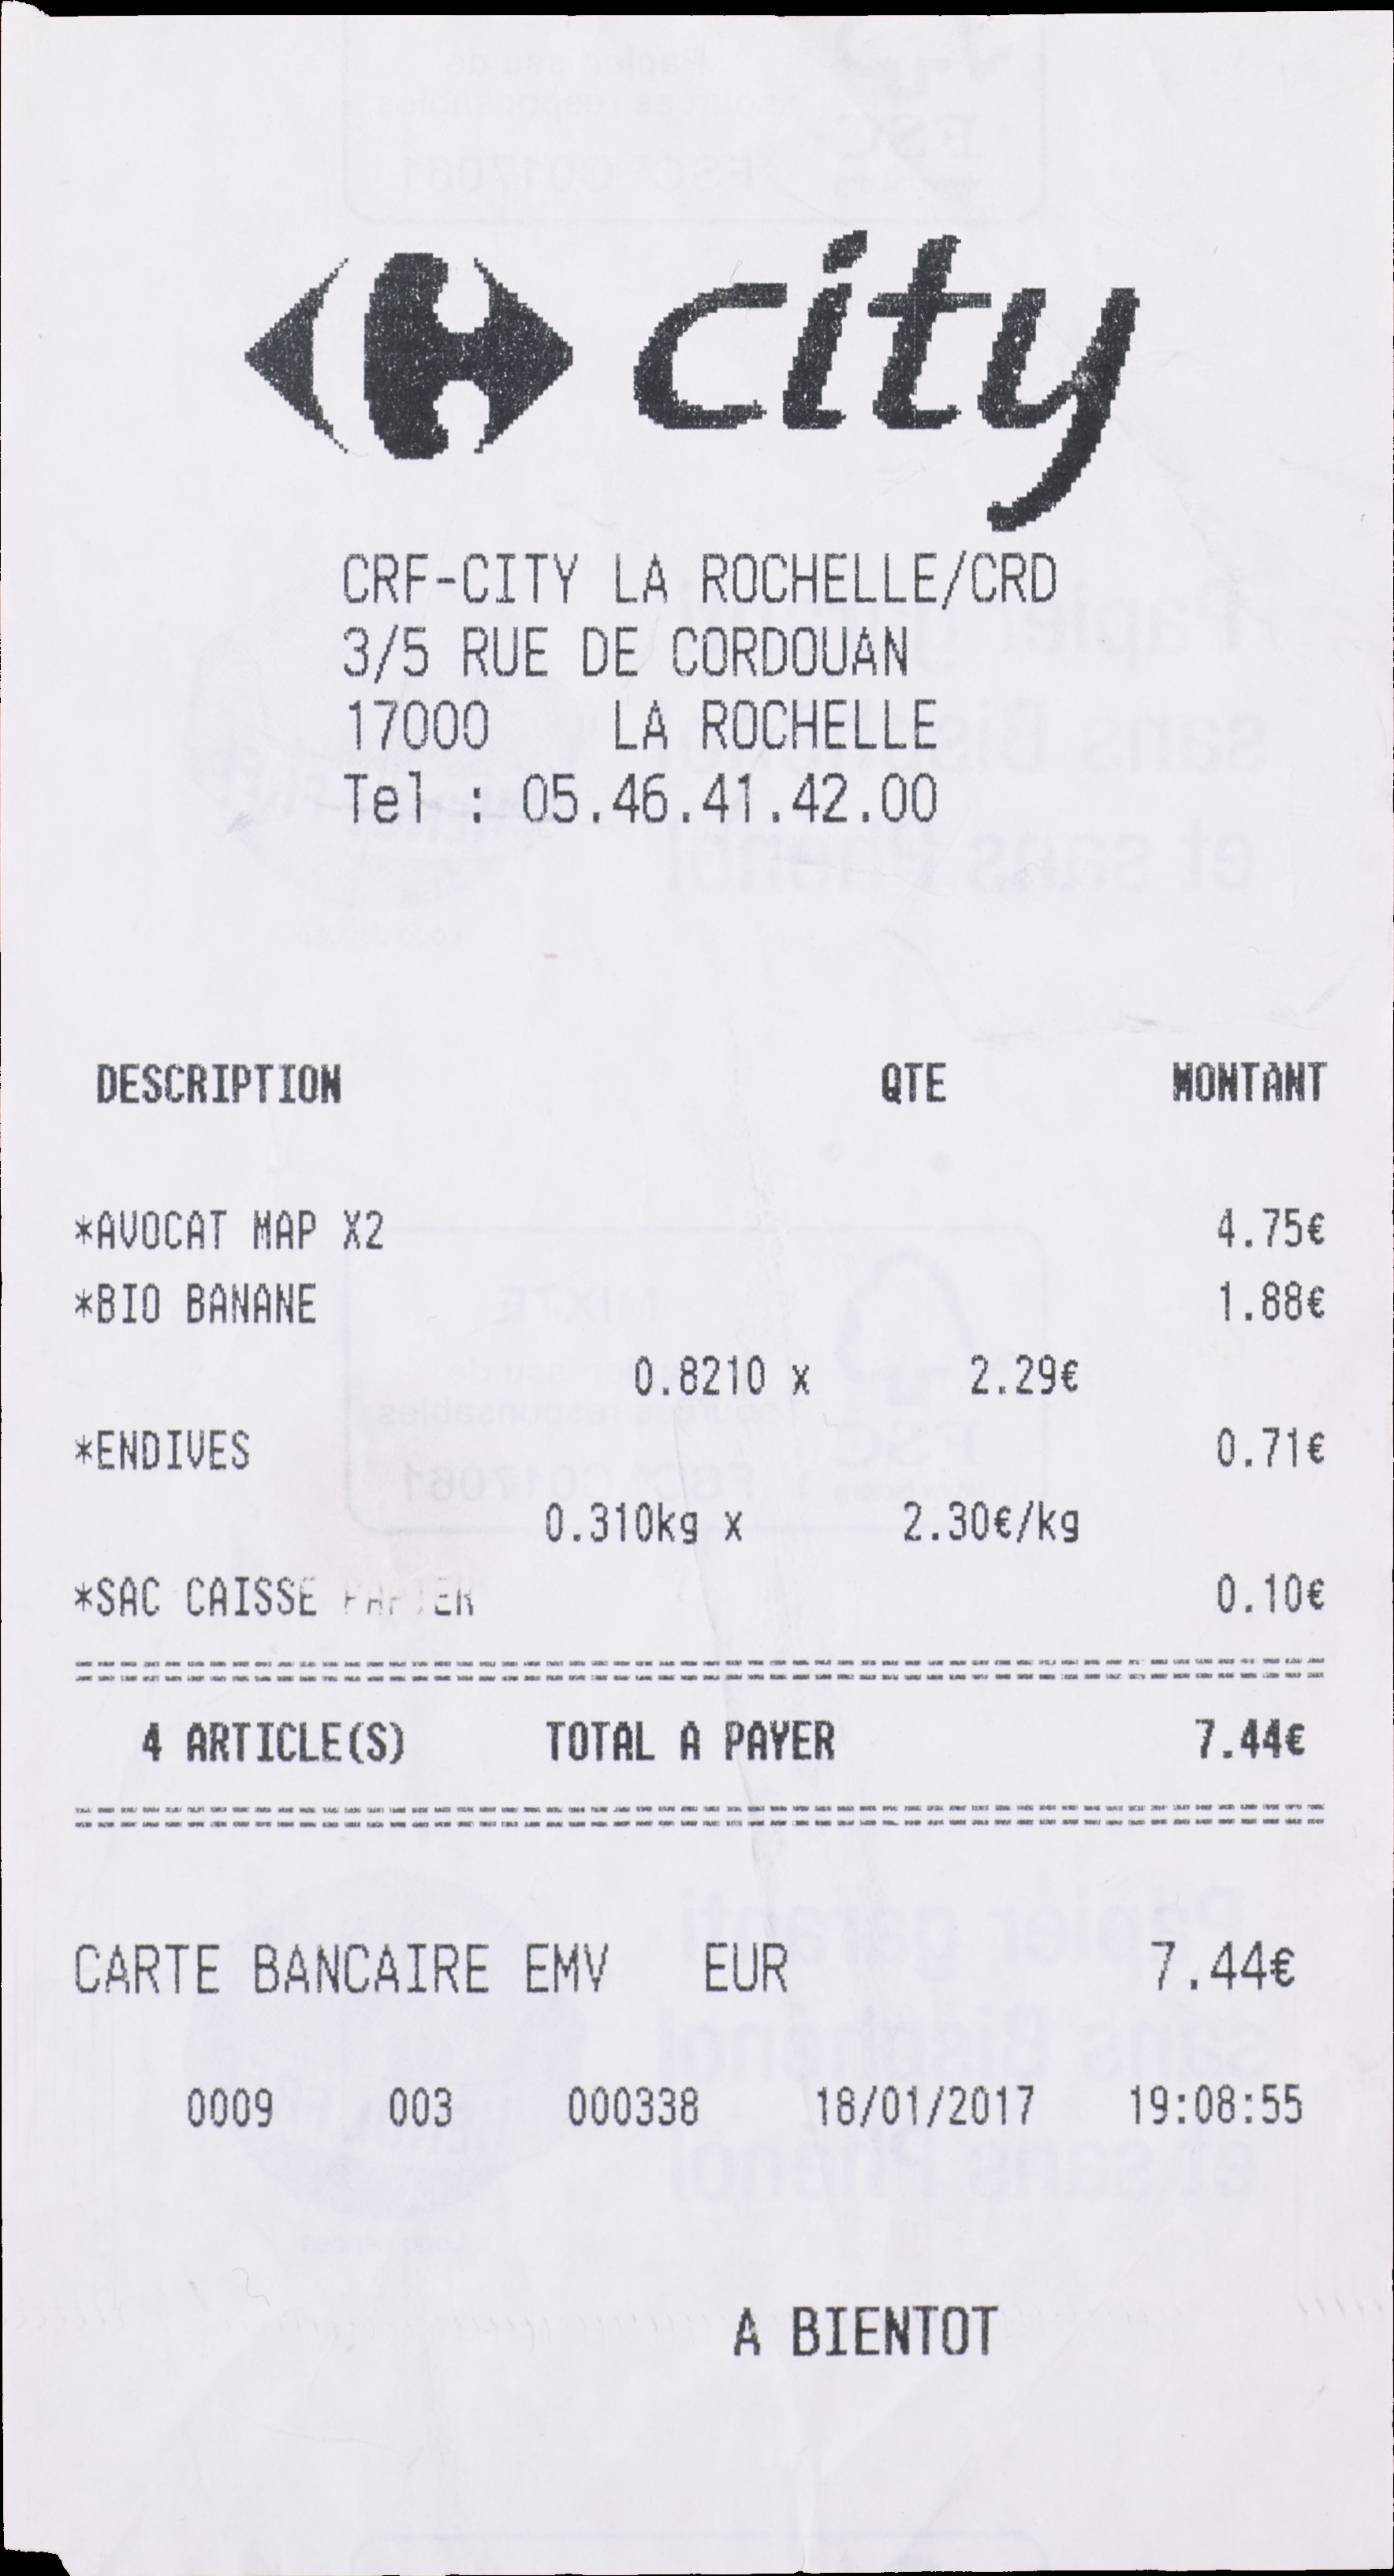 city
CRF-CITY LA ROCHELLE/CRD
3/5 RUE DE CORDOUAN
17000 LA ROCHELLE
Tel : 05.46.41.42.00
DESCRIPTION QTE MONTANT
*AVOCAT MAP X2 4.75€
*BIO BANANE 1.88€
0.8210 x 2.29€
*ENDIVES 0.71€
0.310kg x 2.30€/kg
*SAC CAISSE PAPIER 0.10€
4 ARTICLE(S) TOTAL A PAYER 7.44€
CARTE BANCAIRE EMV EUR 7.44€
0009 003 000338 18/01/2017 19:08:55
A BIENTOT